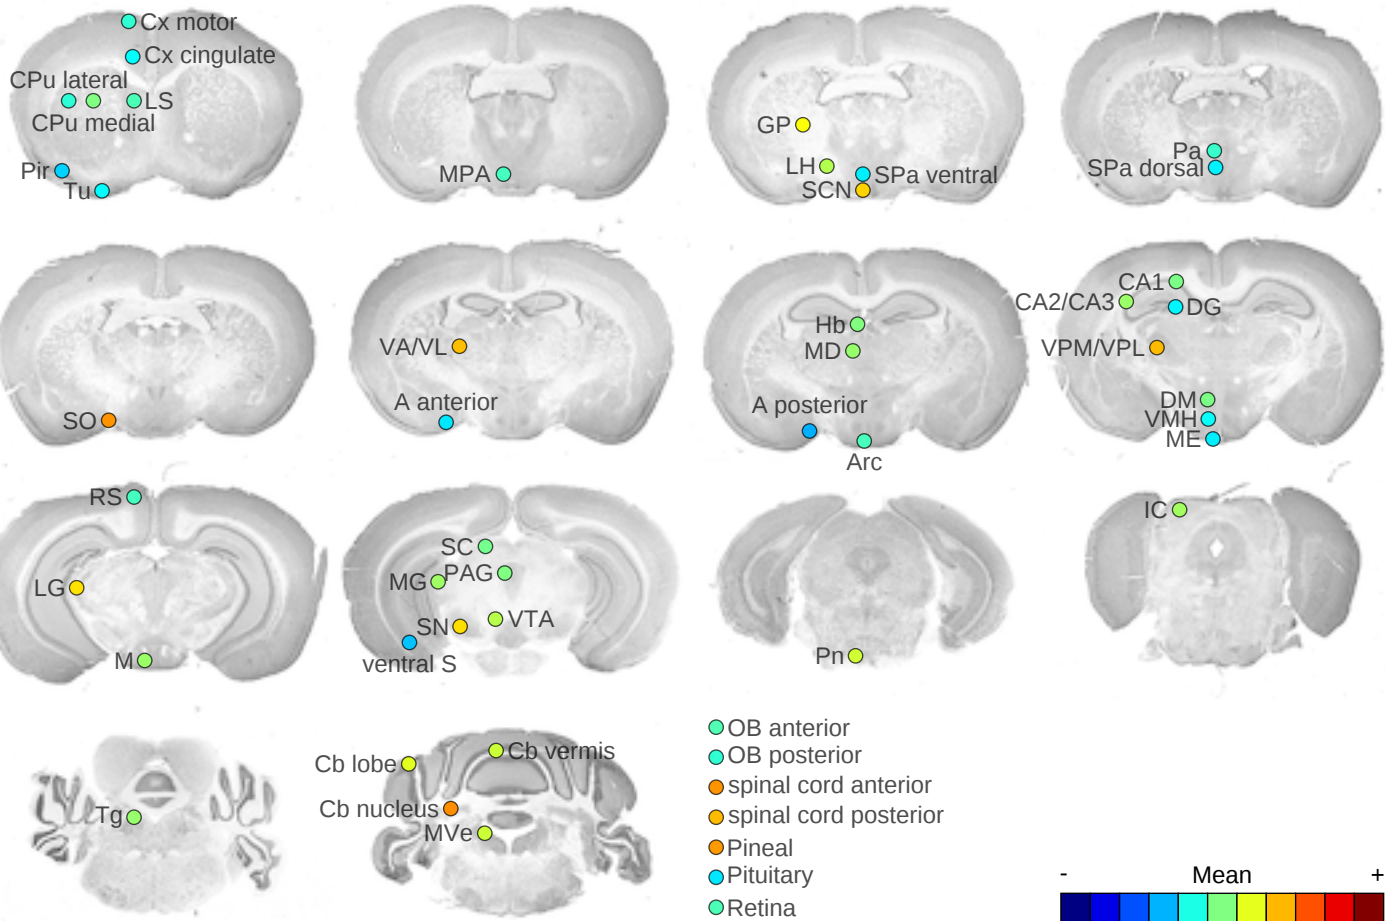 Cx motor
Cx cingulate
CPu lateral
LS
CPu medial
Pir
Tu
MPA
GP
LH
SPa ventral
SCN
Pa
SPa dorsal
SO
VA/VL
A anterior
Hb
MD
A posterior
Arc
CA1
CA2/CA3
DG
VPM/VPL
DM
VMH
ME
RS
LG
M
SC
PAG
MG
VTA
SN
ventral S
Pn
IC
Tg
Cb vermis
Cb lobe
Cb nucleus
MVe
OB anterior
OB posterior
spinal cord anterior
spinal cord posterior
Pineal
Pituitary
Retina
- Mean +